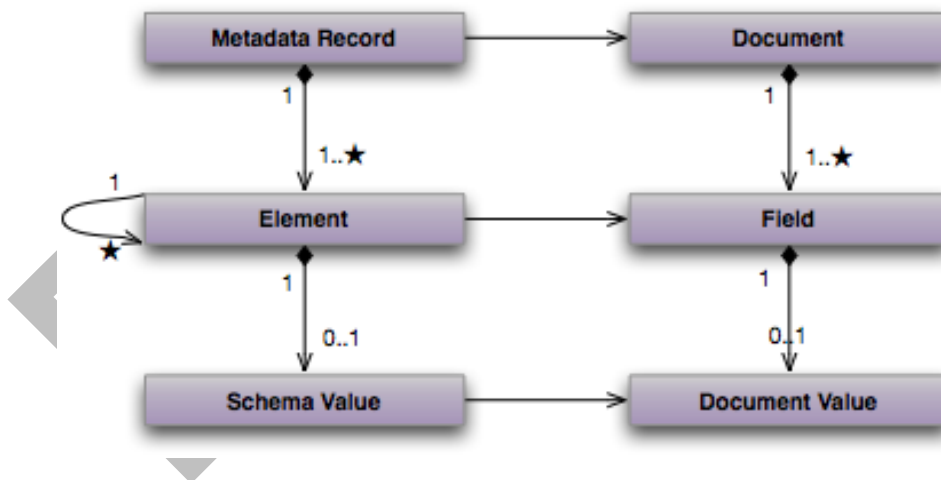 Metadata Record
Document
1
1
1..★
1..★
1
Element
Field
★
1
1
0..1
0..1
Schema Value
Document Value